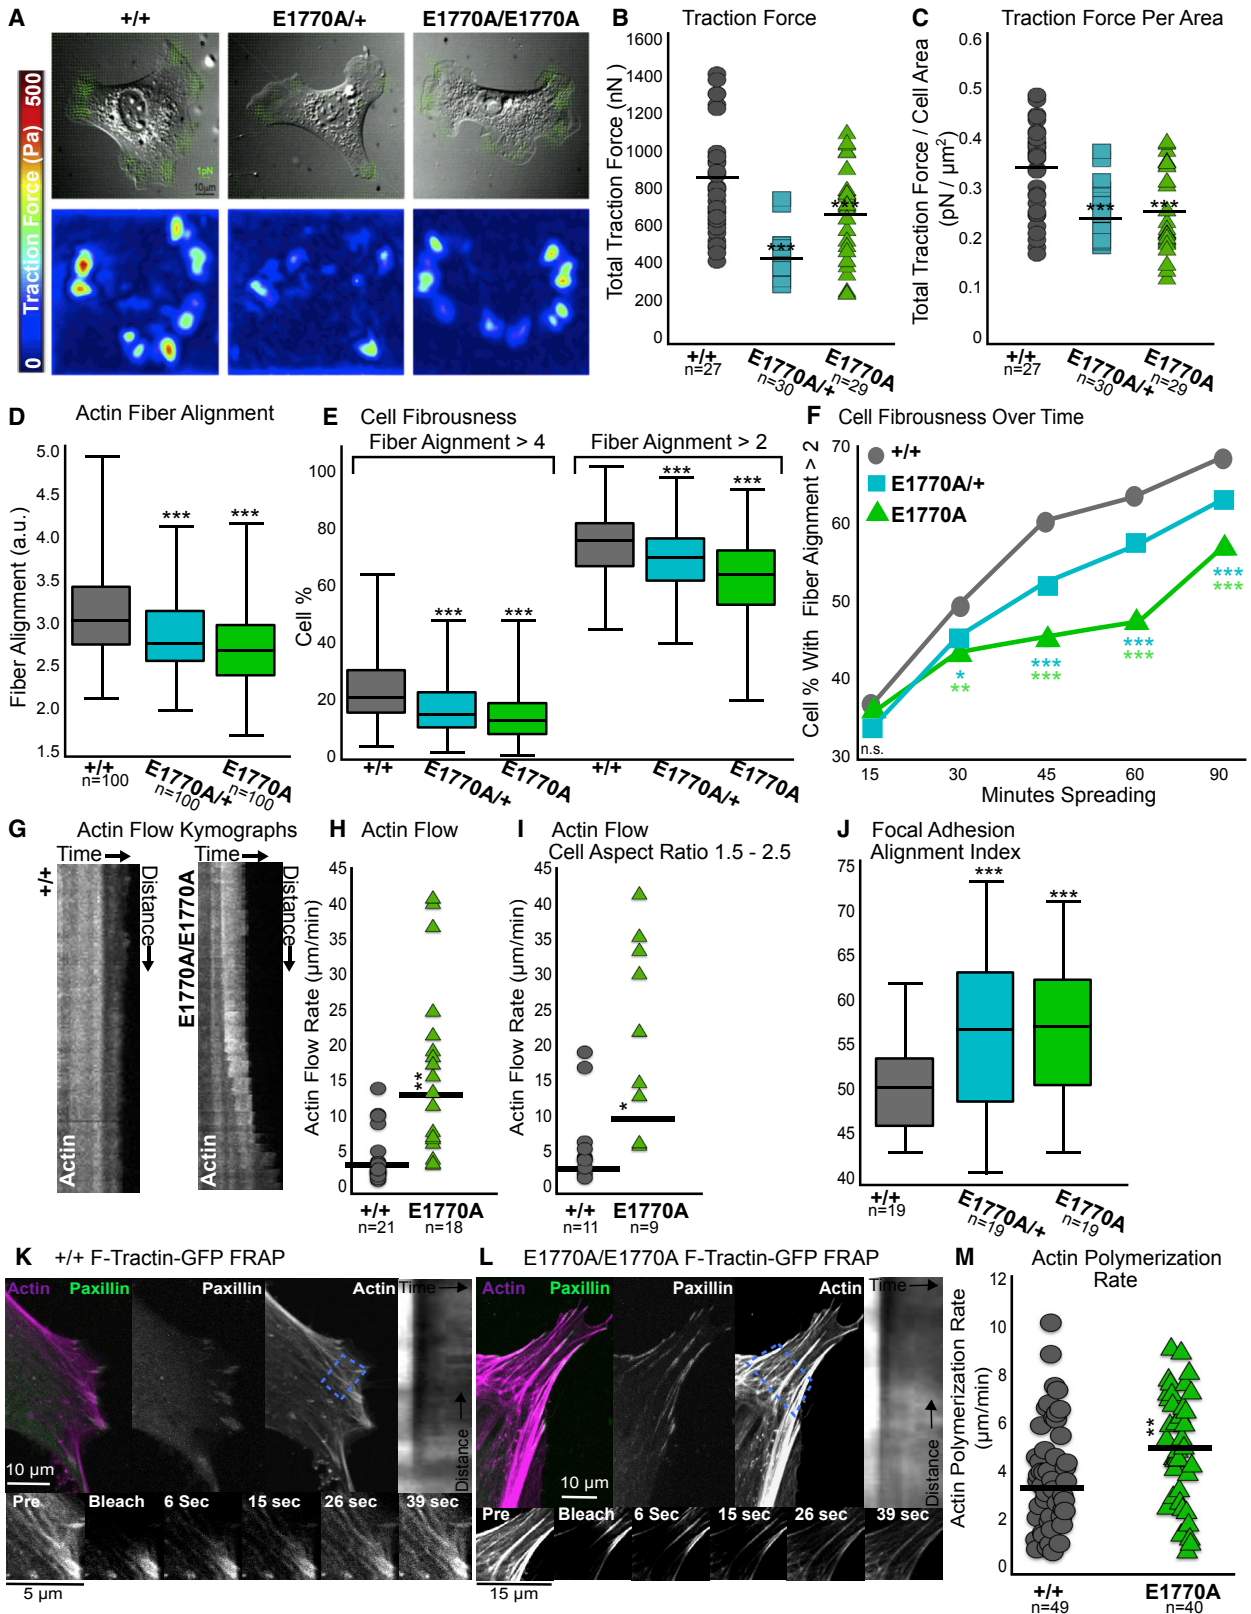 A
+/+
E1770A/+
E1770A/E1770A
0 Traction Force (Pa) 500
1pN
10µm
B Traction Force
Total Traction Force (nN )
1600
1400
1200
1000
800
600
400
200
0
***
***
+/+
n=27
E1770A/+
n=30
E1770A
n=29
C Traction Force Per Area
Total Traction Force / Cell Area
(pN / µm²)
0.6
0.5
0.4
0.3
0.2
0.1
0
***
***
+/+
n=27
E1770A/+
n=30
E1770A
n=29
D Actin Fiber Alignment
Fiber Alignment (a.u.)
5.0
4.5
4.0
3.5
3.0
2.5
2.0
1.5
***
***
+/+
n=100
E1770A/+
n=100
E1770A
n=100
E Cell Fibrousness
Fiber Aignment > 4
Fiber Aignment > 2
Cell %
100
80
60
40
20
0
***
***
***
***
+/+
E1770A/+
E1770A
+/+
E1770A/+
E1770A
F Cell Fibrousness Over Time
Cell % With Fiber Aignment > 2
70
60
50
40
30
+/+
E1770A/+
E1770A
n.s.
*
**
***
***
***
***
***
***
15
30
45
60
90
Minutes Spreading
G Actin Flow Kymographs
Time
Time
+/+
Distance
E1770A/E1770A
Distance
Actin
Actin
H Actin Flow
Actin Flow Rate (µm/min)
45
40
35
30
25
20
15
10
5
0
**
+/+
n=21
E1770A
n=18
I Actin Flow
Cell Aspect Ratio 1.5 - 2.5
Actin Flow Rate (µm/min)
45
40
35
30
25
20
15
10
5
0
*
+/+
n=11
E1770A
n=9
J Focal Adhesion
Alignment Index
75
70
65
60
55
50
45
40
***
***
+/+
n=19
E1770A/+
n=19
E1770A
n=19
K +/+ F-Tractin-GFP FRAP
Actin Paxillin
Paxillin
Actin
Time
Distance
10 µm
Pre
Bleach
6 Sec
15 sec
26 sec
39 sec
5 µm
L E1770A/E1770A F-Tractin-GFP FRAP
Actin Paxillin
Paxillin
Actin
Time
Distance
10 µm
Pre
Bleach
6 Sec
15 sec
26 sec
39 sec
15 µm
M Actin Polymerization
Rate
Actin Polymerization Rate
(µm/min)
12
10
8
6
4
2
0
**
+/+
n=49
E1770A
n=40